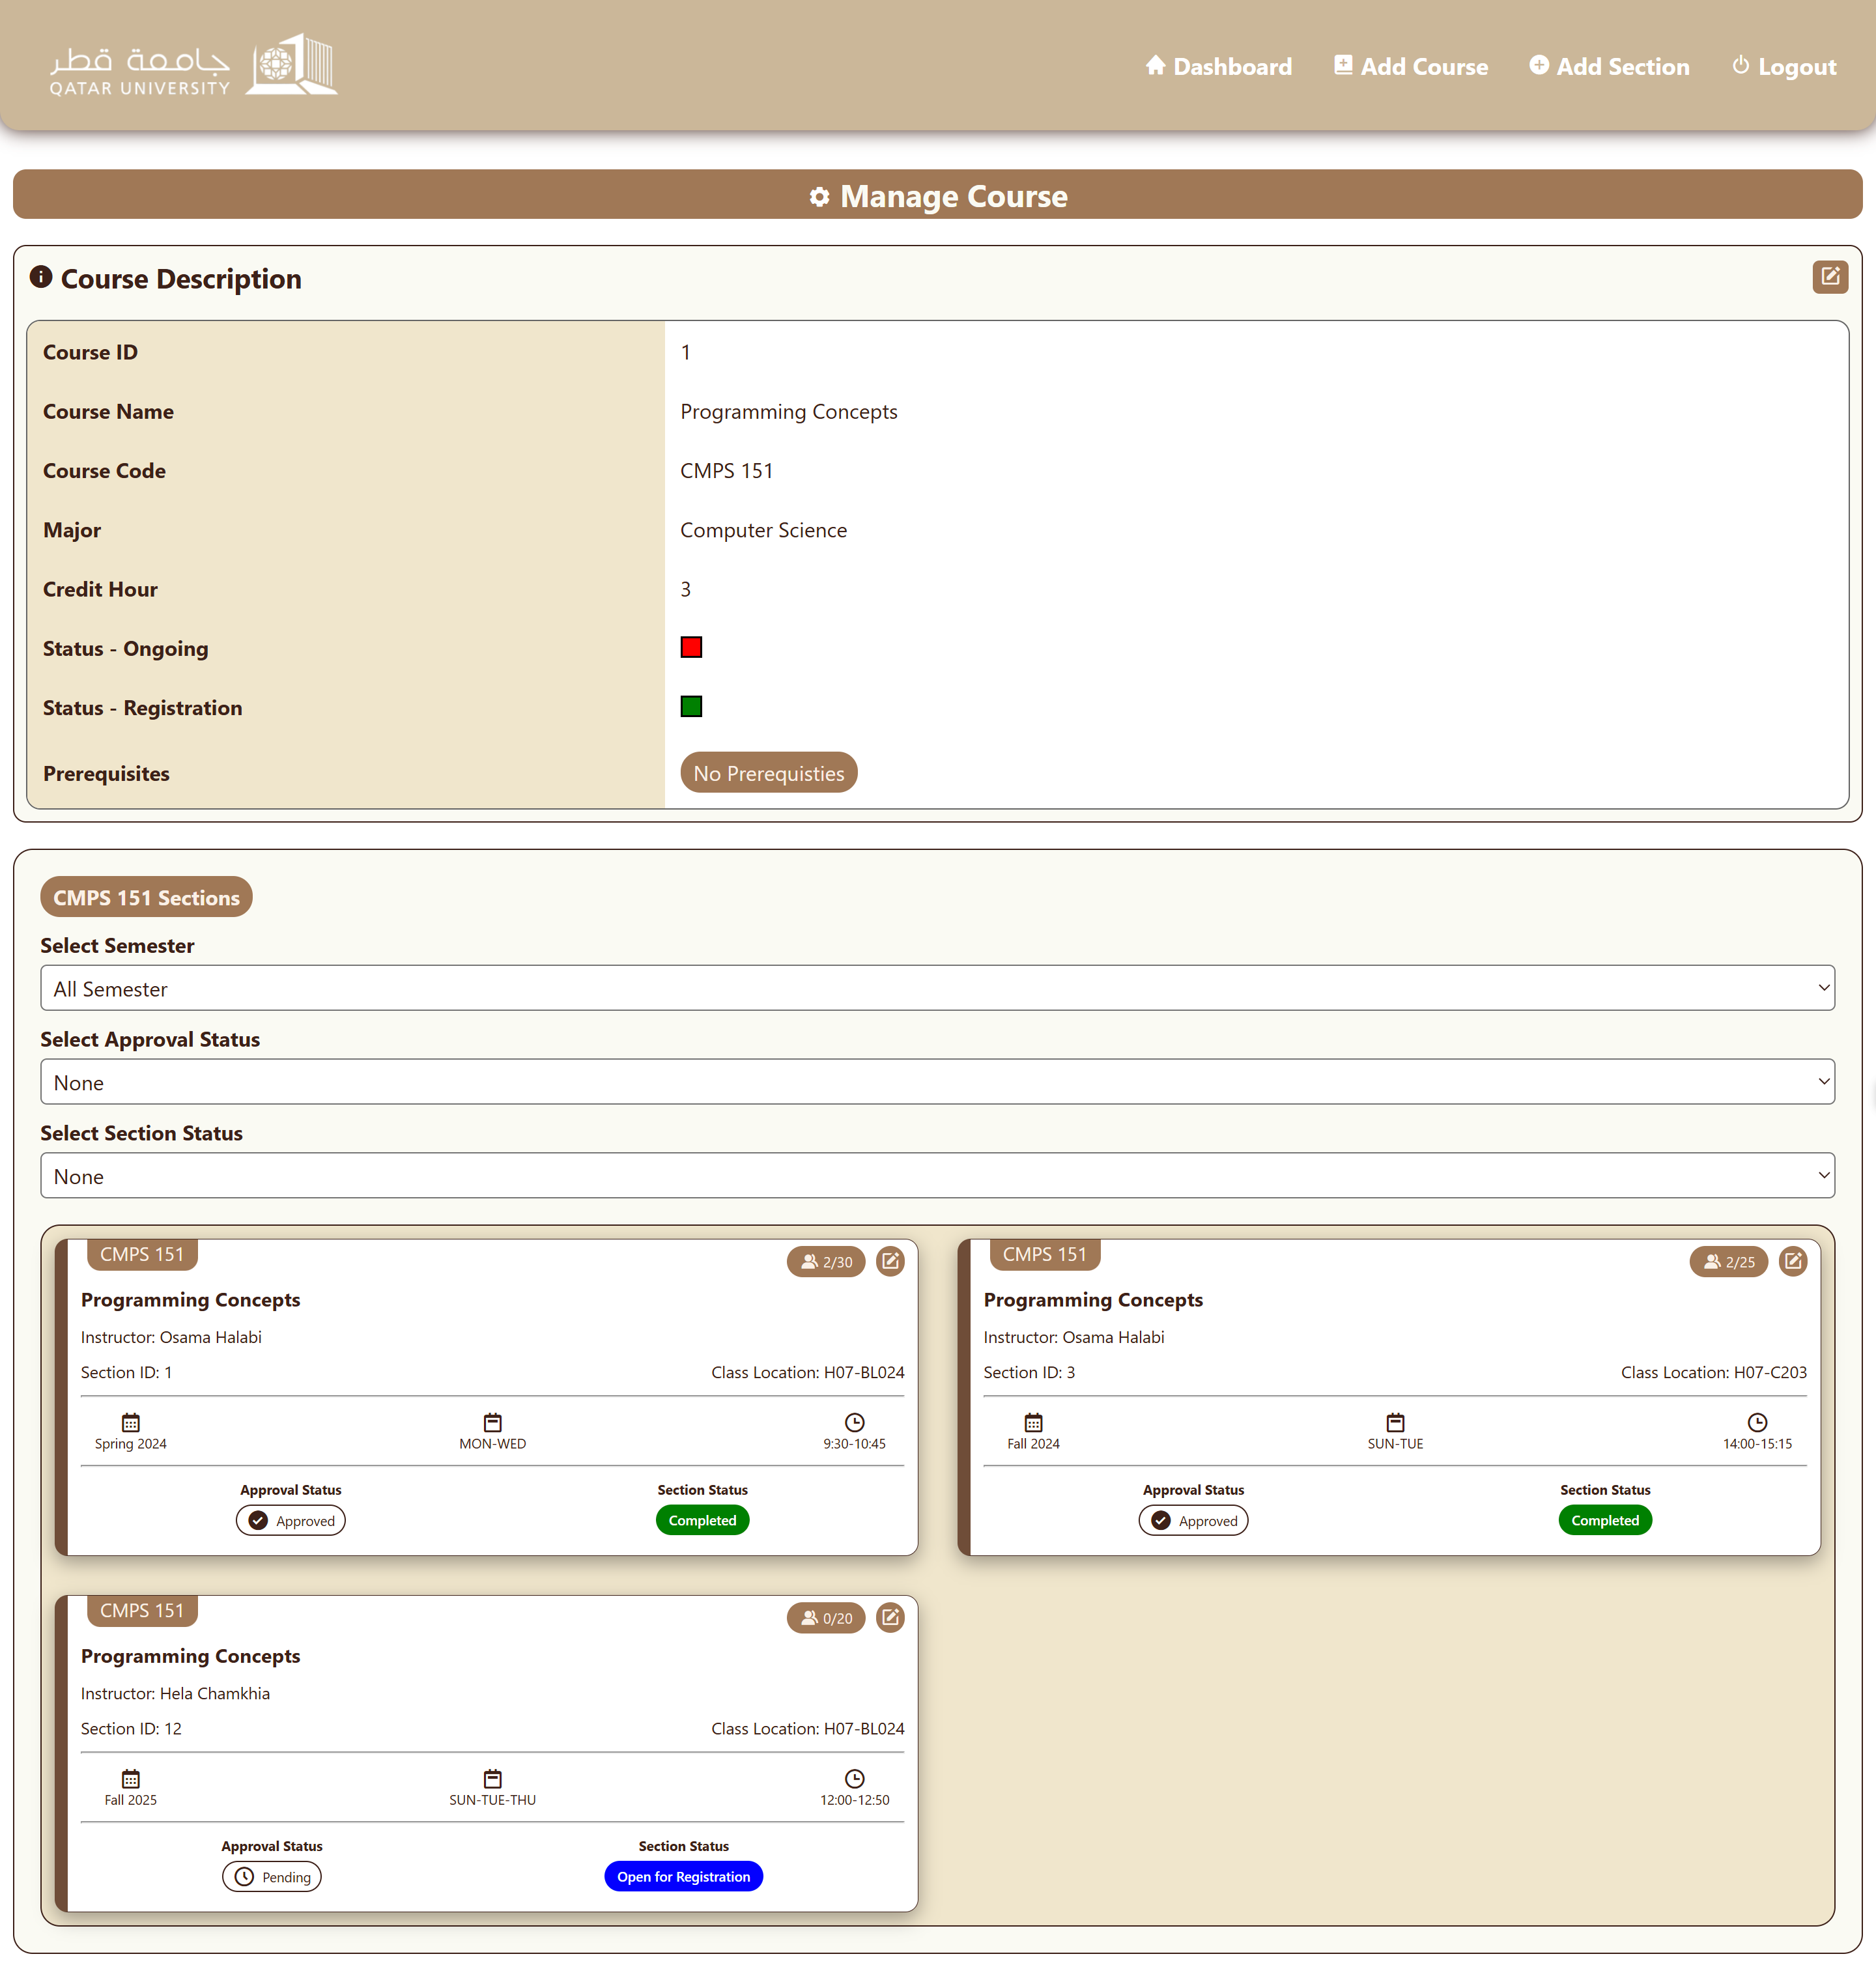 جامعة قطر
QATAR UNIVERSITY
Dashboard
Add Course
Add Section
Logout
Manage Course
Course Description
Course ID 1
Course Name Programming Concepts
Course Code CMPS 151
Major Computer Science
Credit Hour 3
Status - Ongoing
Status - Registration
Prerequisites No Prerequisties
CMPS 151 Sections
Select Semester
All Semester
Select Approval Status
None
Select Section Status
None
CMPS 151
2/30
Programming Concepts
Instructor: Osama Halabi
Section ID: 1 Class Location: H07-BL024
Spring 2024 MON-WED 9:30-10:45
Approval Status Section Status
Approved Completed
CMPS 151
2/25
Programming Concepts
Instructor: Osama Halabi
Section ID: 3 Class Location: H07-C203
Fall 2024 SUN-TUE 14:00-15:15
Approval Status Section Status
Approved Completed
CMPS 151
0/20
Programming Concepts
Instructor: Hela Chamkhia
Section ID: 12 Class Location: H07-BL024
Fall 2025 SUN-TUE-THU 12:00-12:50
Approval Status Section Status
Pending Open for Registration